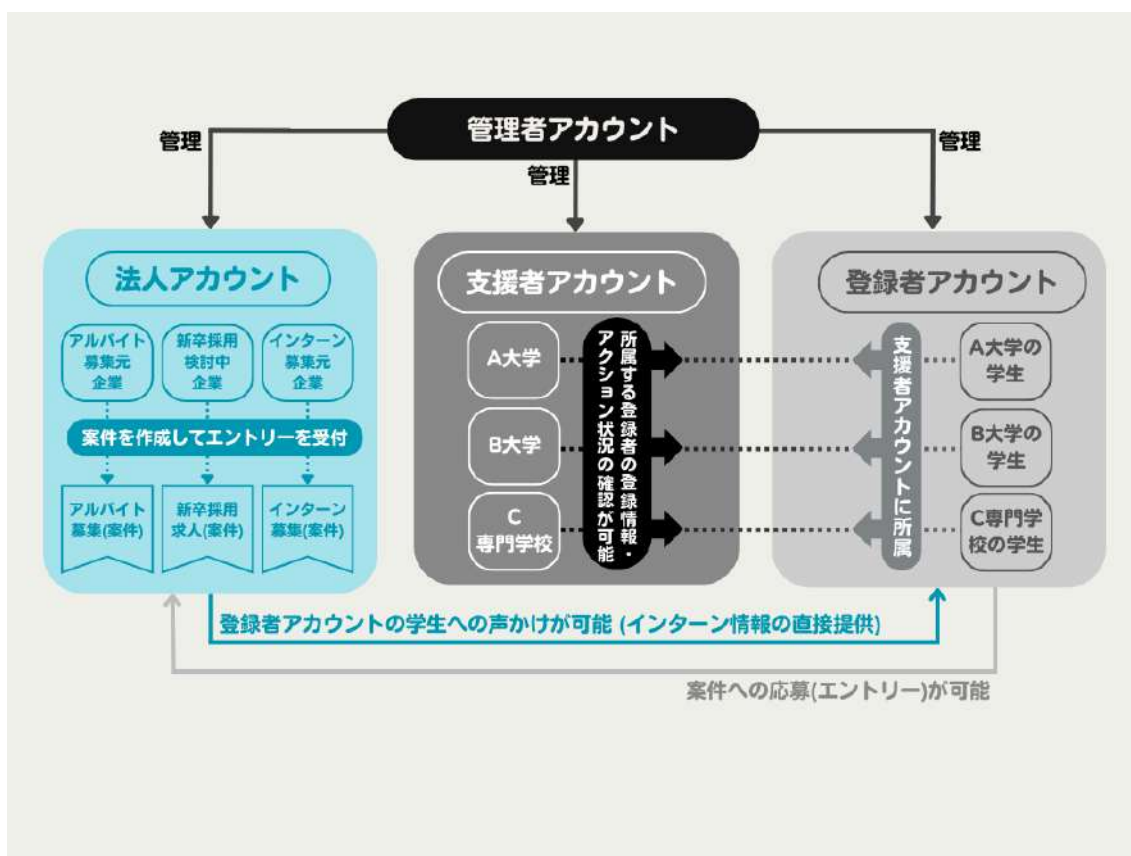 管理者アカウント
管理
管理
管理
法人アカウント
アルバイト
募集元
企業
新卒採用
検討中
企業
インターン
募集元
企業
案件を作成してエントリーを受付
アルバイト
募集(案件)
新卒採用
求人(案件)
インターン
募集(案件)
支援者アカウント
A大学
B大学
C
専門学校
所属する登録者の登録情報・
アクション状況の確認が可能
登録者アカウント
支援者アカウントに所属
A大学の
学生
B大学の
学生
C専門学
校の学生
登録者アカウントの学生への声かけが可能 (インターン情報の直接提供)
案件への応募(エントリー)が可能